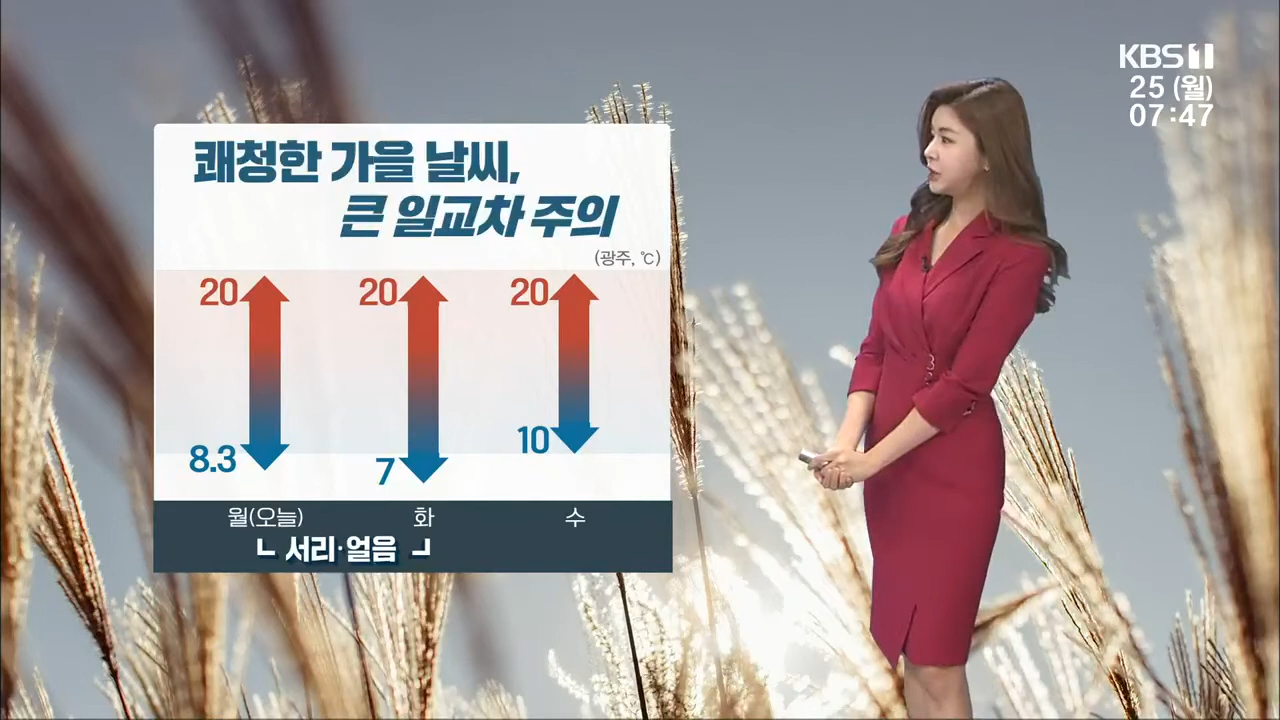 KBS 1
25 (월)
07:47
쾌청한 가을 날씨,
큰 일교차 주의
(광주, ℃)
20 20 20
8.3 7 10
월(오늘) 화 수
서리·얼음